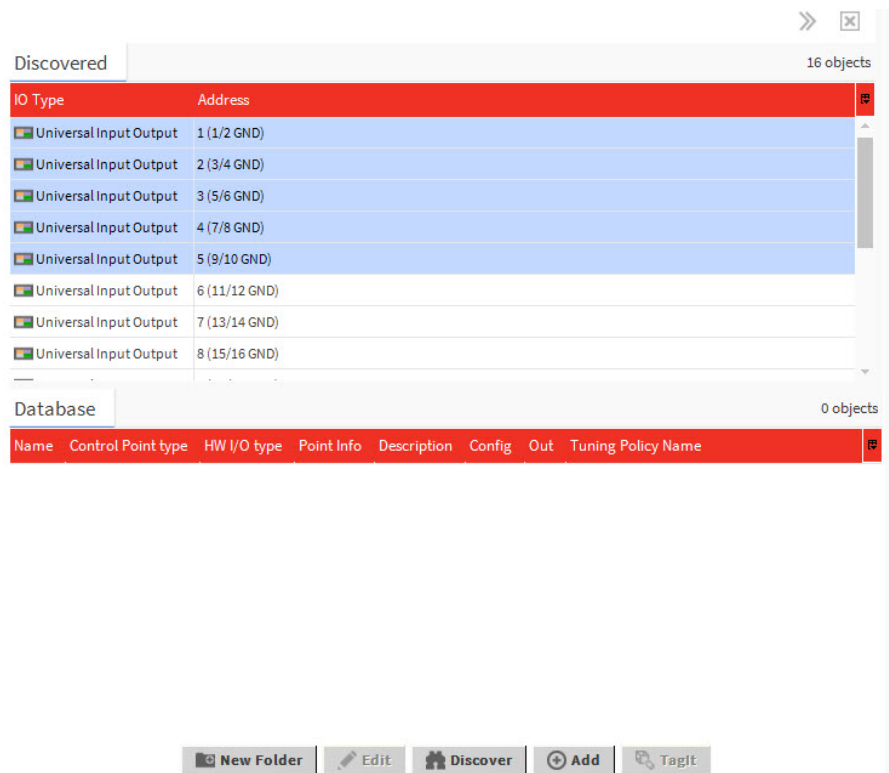 Discovered 16 objects
IO Type Address
Universal Input Output 1 (1/2 GND)
Universal Input Output 2 (3/4 GND)
Universal Input Output 3 (5/6 GND)
Universal Input Output 4 (7/8 GND)
Universal Input Output 5 (9/10 GND)
Universal Input Output 6 (11/12 GND)
Universal Input Output 7 (13/14 GND)
Universal Input Output 8 (15/16 GND)
Database 0 objects
Name Control Point type HW I/O type Point Info Description Config Out Tuning Policy Name
New Folder Edit Discover Add TagIt